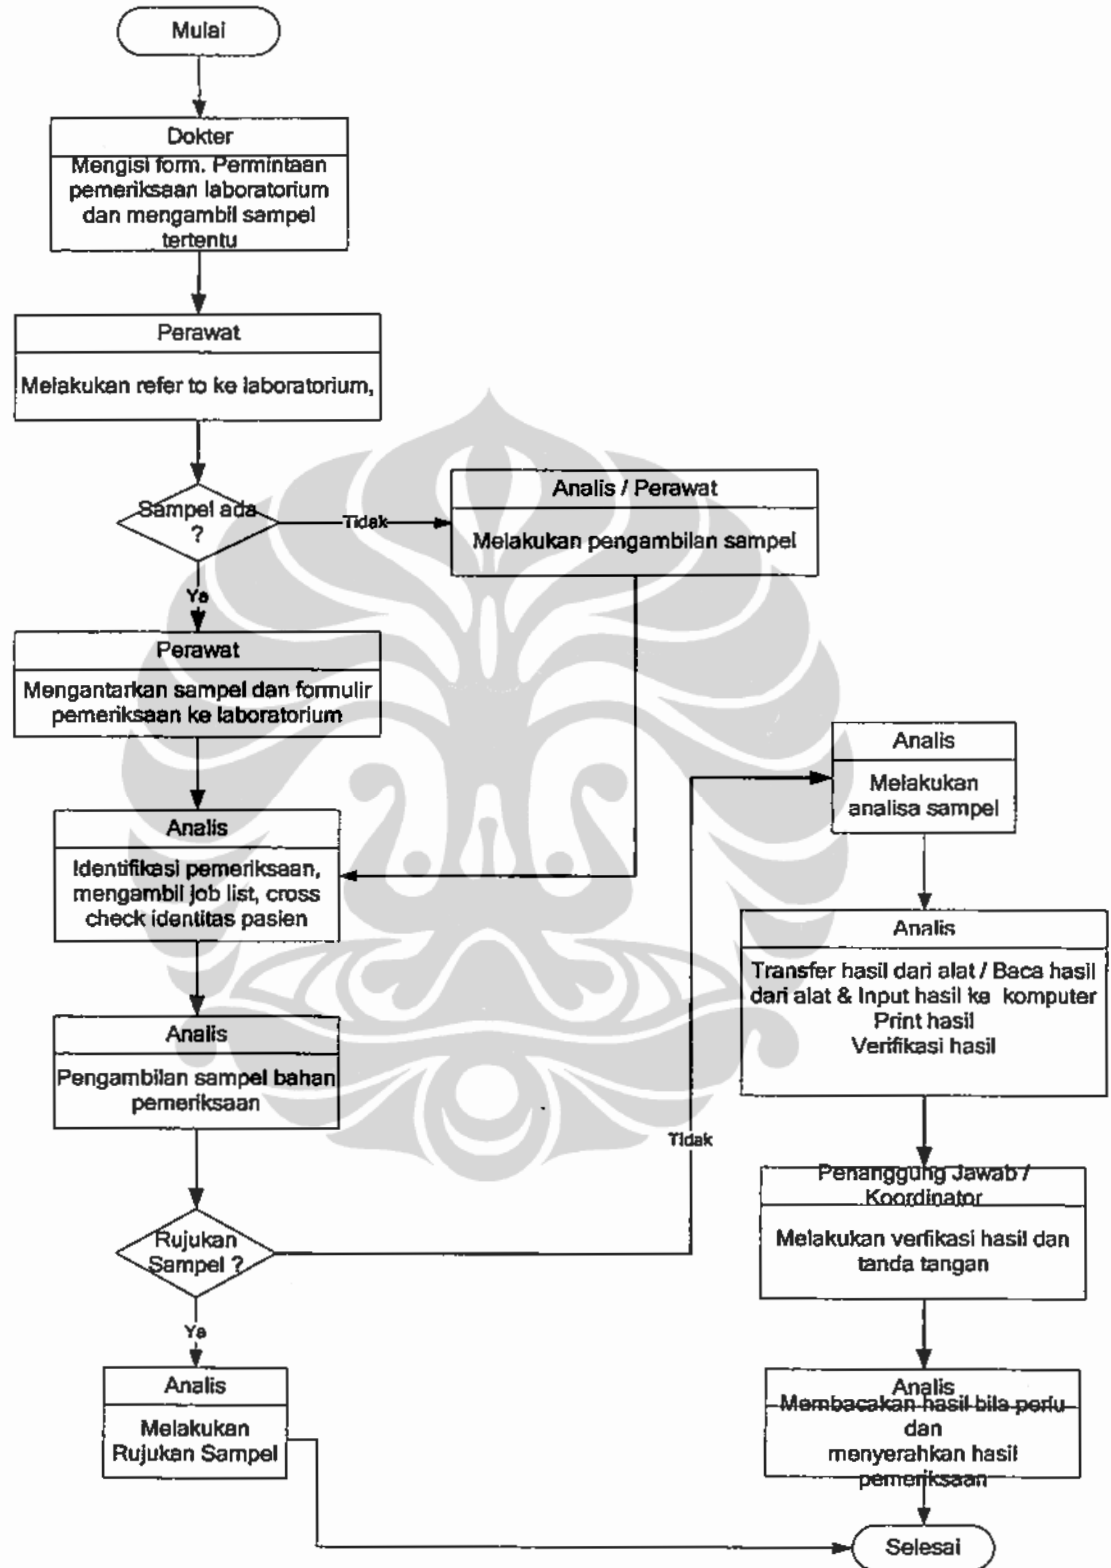 Mulai
Dokter
Mengisi form. Permintaan
pemeriksaan laboratorium
dan mengambil sampel
tertentu
Perawat
Melakukan refer to ke laboratorium,
Sampel ada
?
Tidak
Analis / Perawat
Melakukan pengambilan sampel
Ya
Perawat
Mengantarkan sampel dan formulir
pemeriksaan ke laboratorium
Analis
Identifikasi pemeriksaan,
mengambil job list, cross
check identitas pasien
Analis
Pengambilan sampel bahan
pemeriksaan
Rujukan
Sampel ?
Tidak
Ya
Analis
Melakukan
Rujukan Sampel
Analis
Melakukan
analisa sampel
Analis
Transfer hasil dari alat / Baca hasil
dari alat & Input hasil ke komputer
Print hasil
Verifikasi hasil
Penanggung Jawab /
Koordinator
Melakukan verfikasi hasil dan
tanda tangan
Analis
Membacakan hasil bila perlu
dan
menyerahkan hasil
pemeriksaan
Selesai